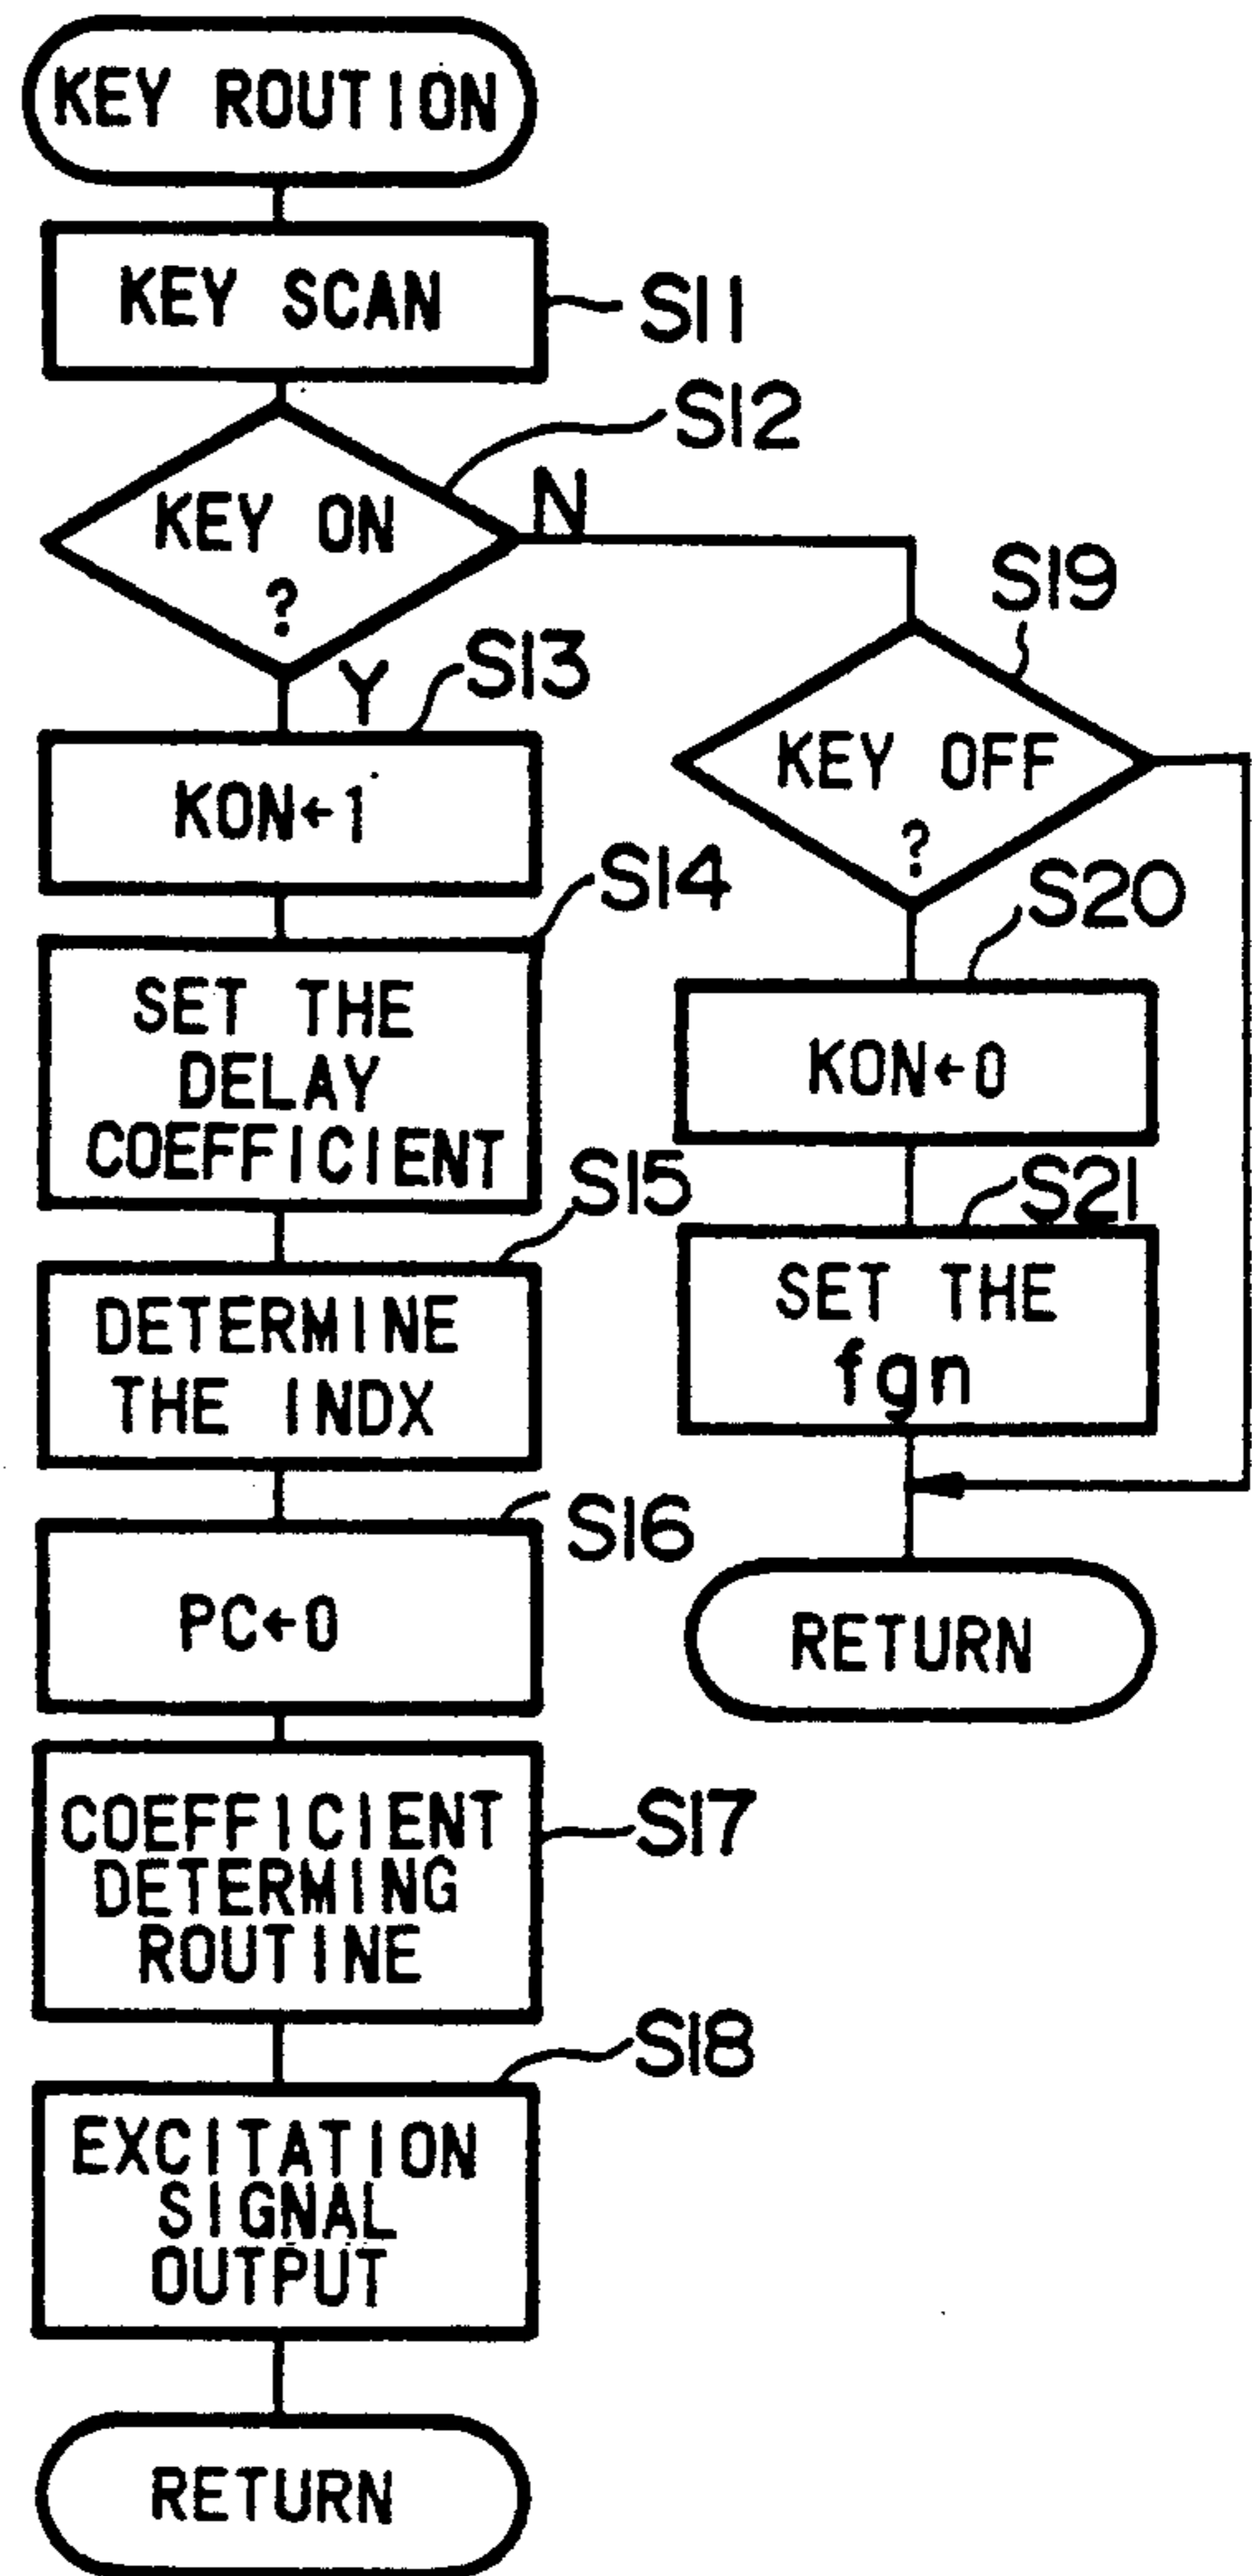 KEY ROUTION
KEY SCAN
S11
KEY ON
?
S12
N
Y
S13
KON←1
S14
SET THE
DELAY
COEFFICIENT
S15
DETERMINE
THE INDX
S16
PC←0
COEFFICIENT
DETERMING
ROUTINE
S17
S18
EXCITATION
SIGNAL
OUTPUT
RETURN
S19
KEY OFF
?
S20
KON←0
S21
SET THE
fgn
RETURN